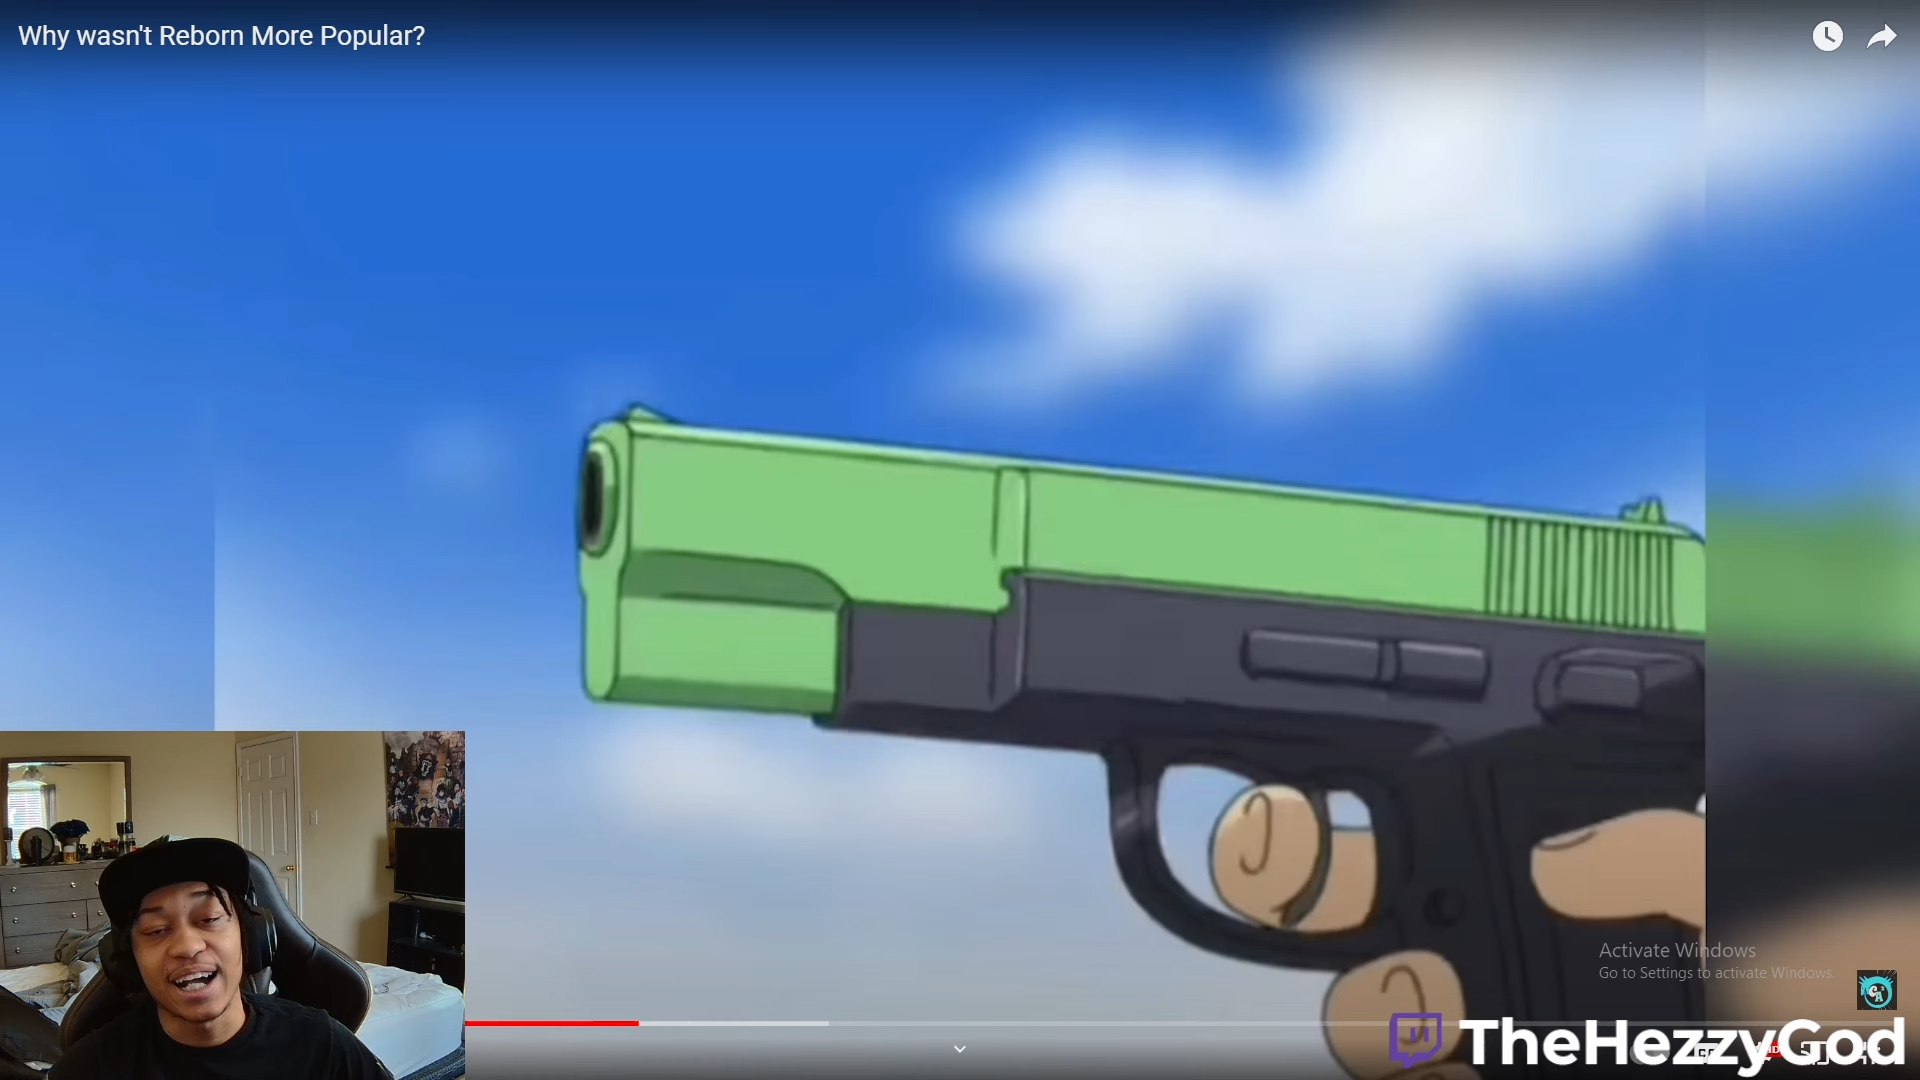 Why wasn't Reborn More Popular?
Activate Windows
Go to Settings to activate Windows.
TheHezzyGod